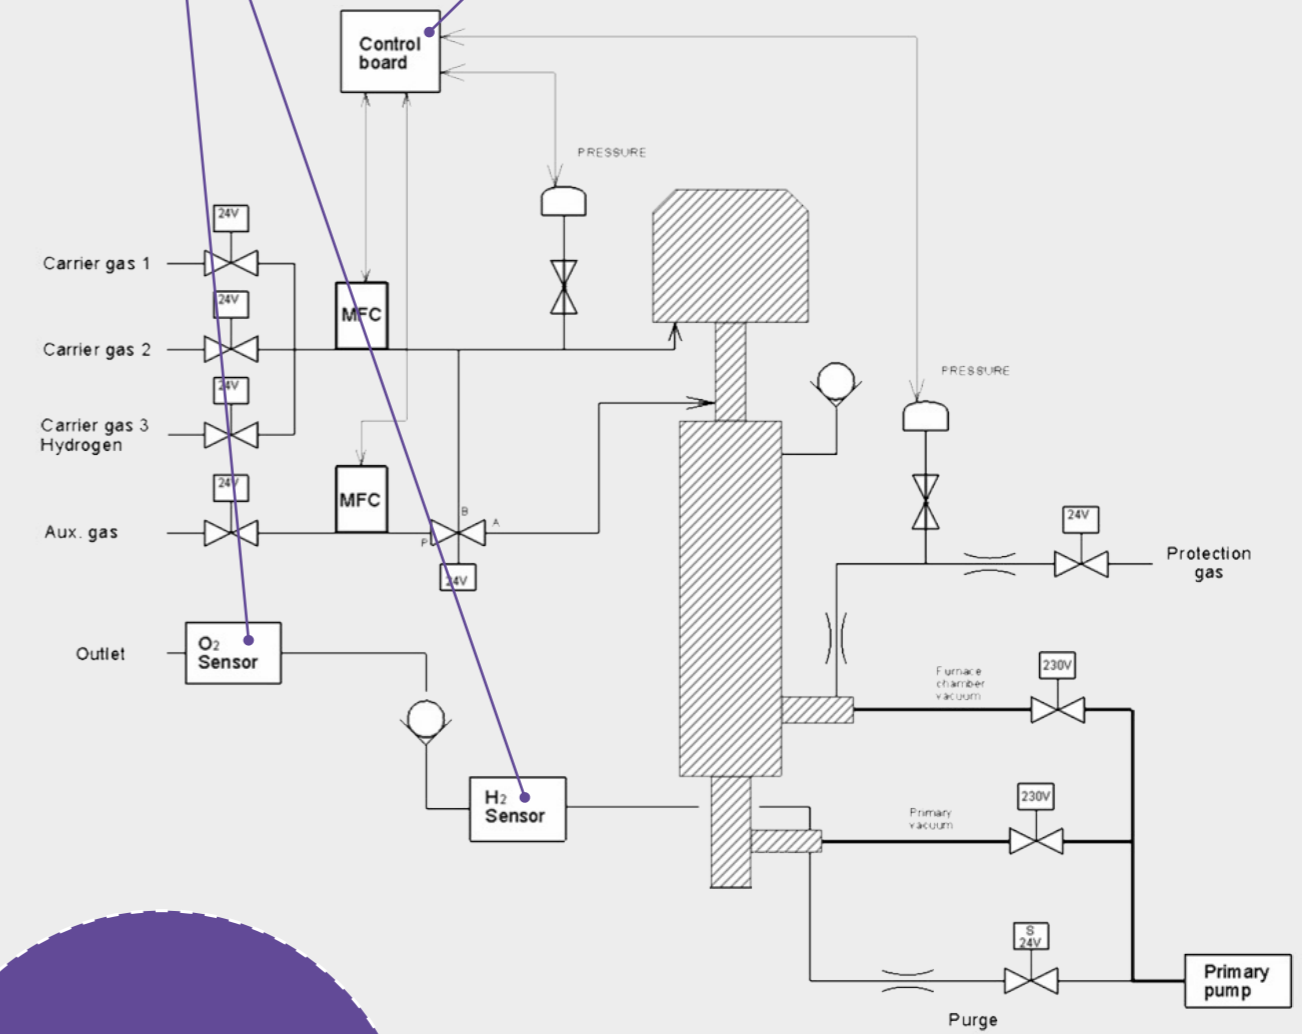 Control
board
PRESSURE
24V
Carrier gas 1
24V
MFC
Carrier gas 2
24V
PRESSURE
Carrier gas 3
Hydrogen
24V
MFC
B
A
Aux. gas
P
24V
24V
Protection
gas
O2
Sensor
Outlet
230V
Furnace
chamber
vacuum
H2
Sensor
230V
Primary
vacuum
S
24V
Primary
pump
Purge